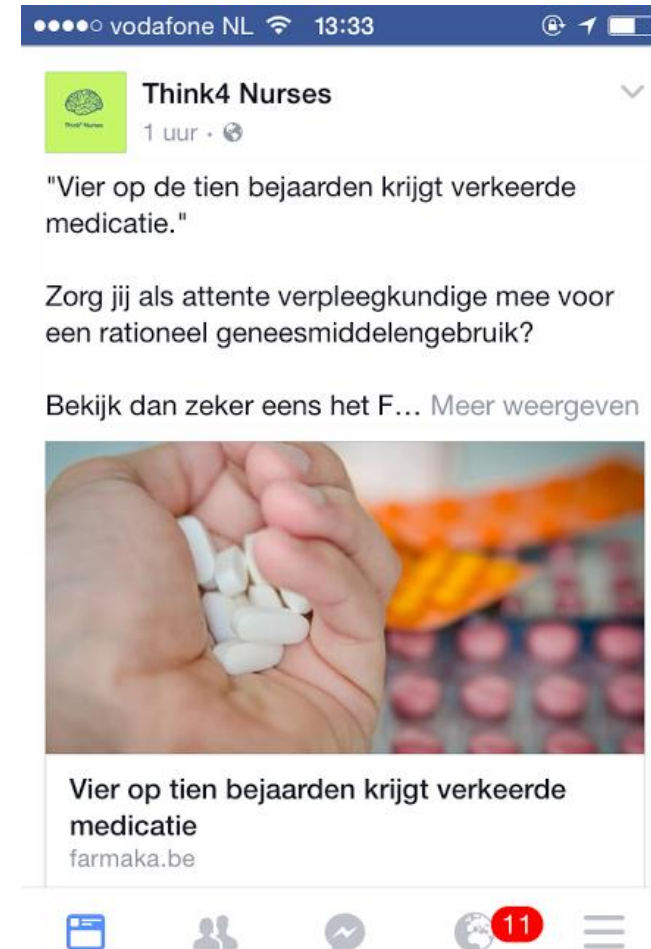 vodafone NL 13:33
Think4 Nurses
1 uur
"Vier op de tien bejaarden krijgt verkeerde
medicatie."
Zorg jij als attente verpleegkundige mee voor
een rationeel geneesmiddelengebruik?
Bekijk dan zeker eens het F... Meer weergeven
Vier op tien bejaarden krijgt verkeerde
medicatie
farmaka.be
11